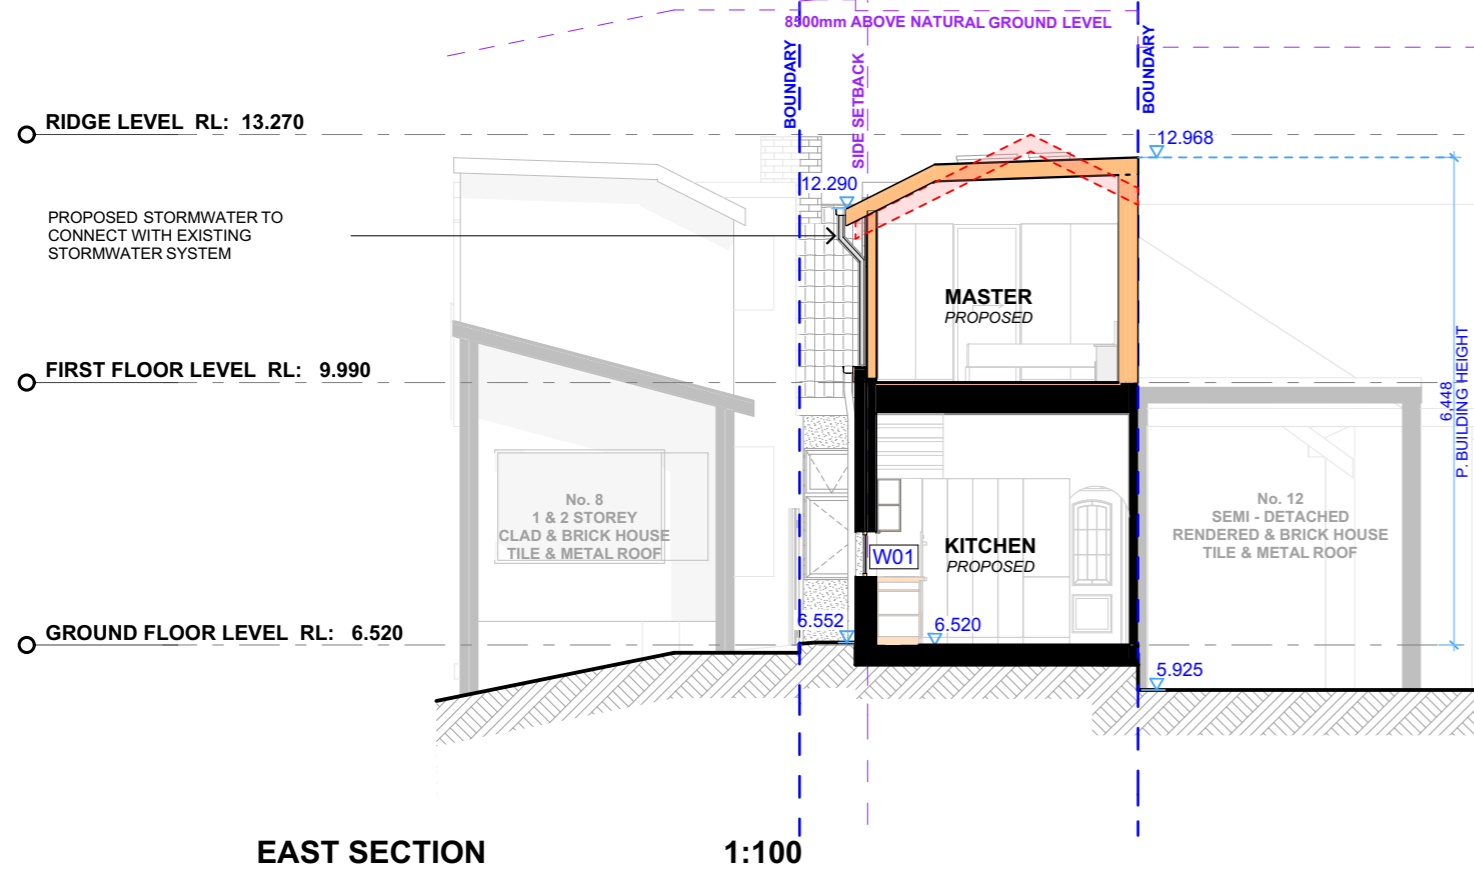 8500mm ABOVE NATURAL GROUND LEVEL
BOUNDARY
SIDE SETBACK
BOUNDARY
RIDGE LEVEL RL: 13.270
12.968
12.290
PROPOSED STORMWATER TO
CONNECT WITH EXISTING
STORMWATER SYSTEM
MASTER
PROPOSED
FIRST FLOOR LEVEL RL: 9.990
6,448
P. BUILDING HEIGHT
No. 8
1 & 2 STOREY
CLAD & BRICK HOUSE
TILE & METAL ROOF
No. 12
SEMI - DETACHED
RENDERED & BRICK HOUSE
TILE & METAL ROOF
W01
KITCHEN
PROPOSED
GROUND FLOOR LEVEL RL: 6.520
6.552
6.520
5.925
EAST SECTION 1:100